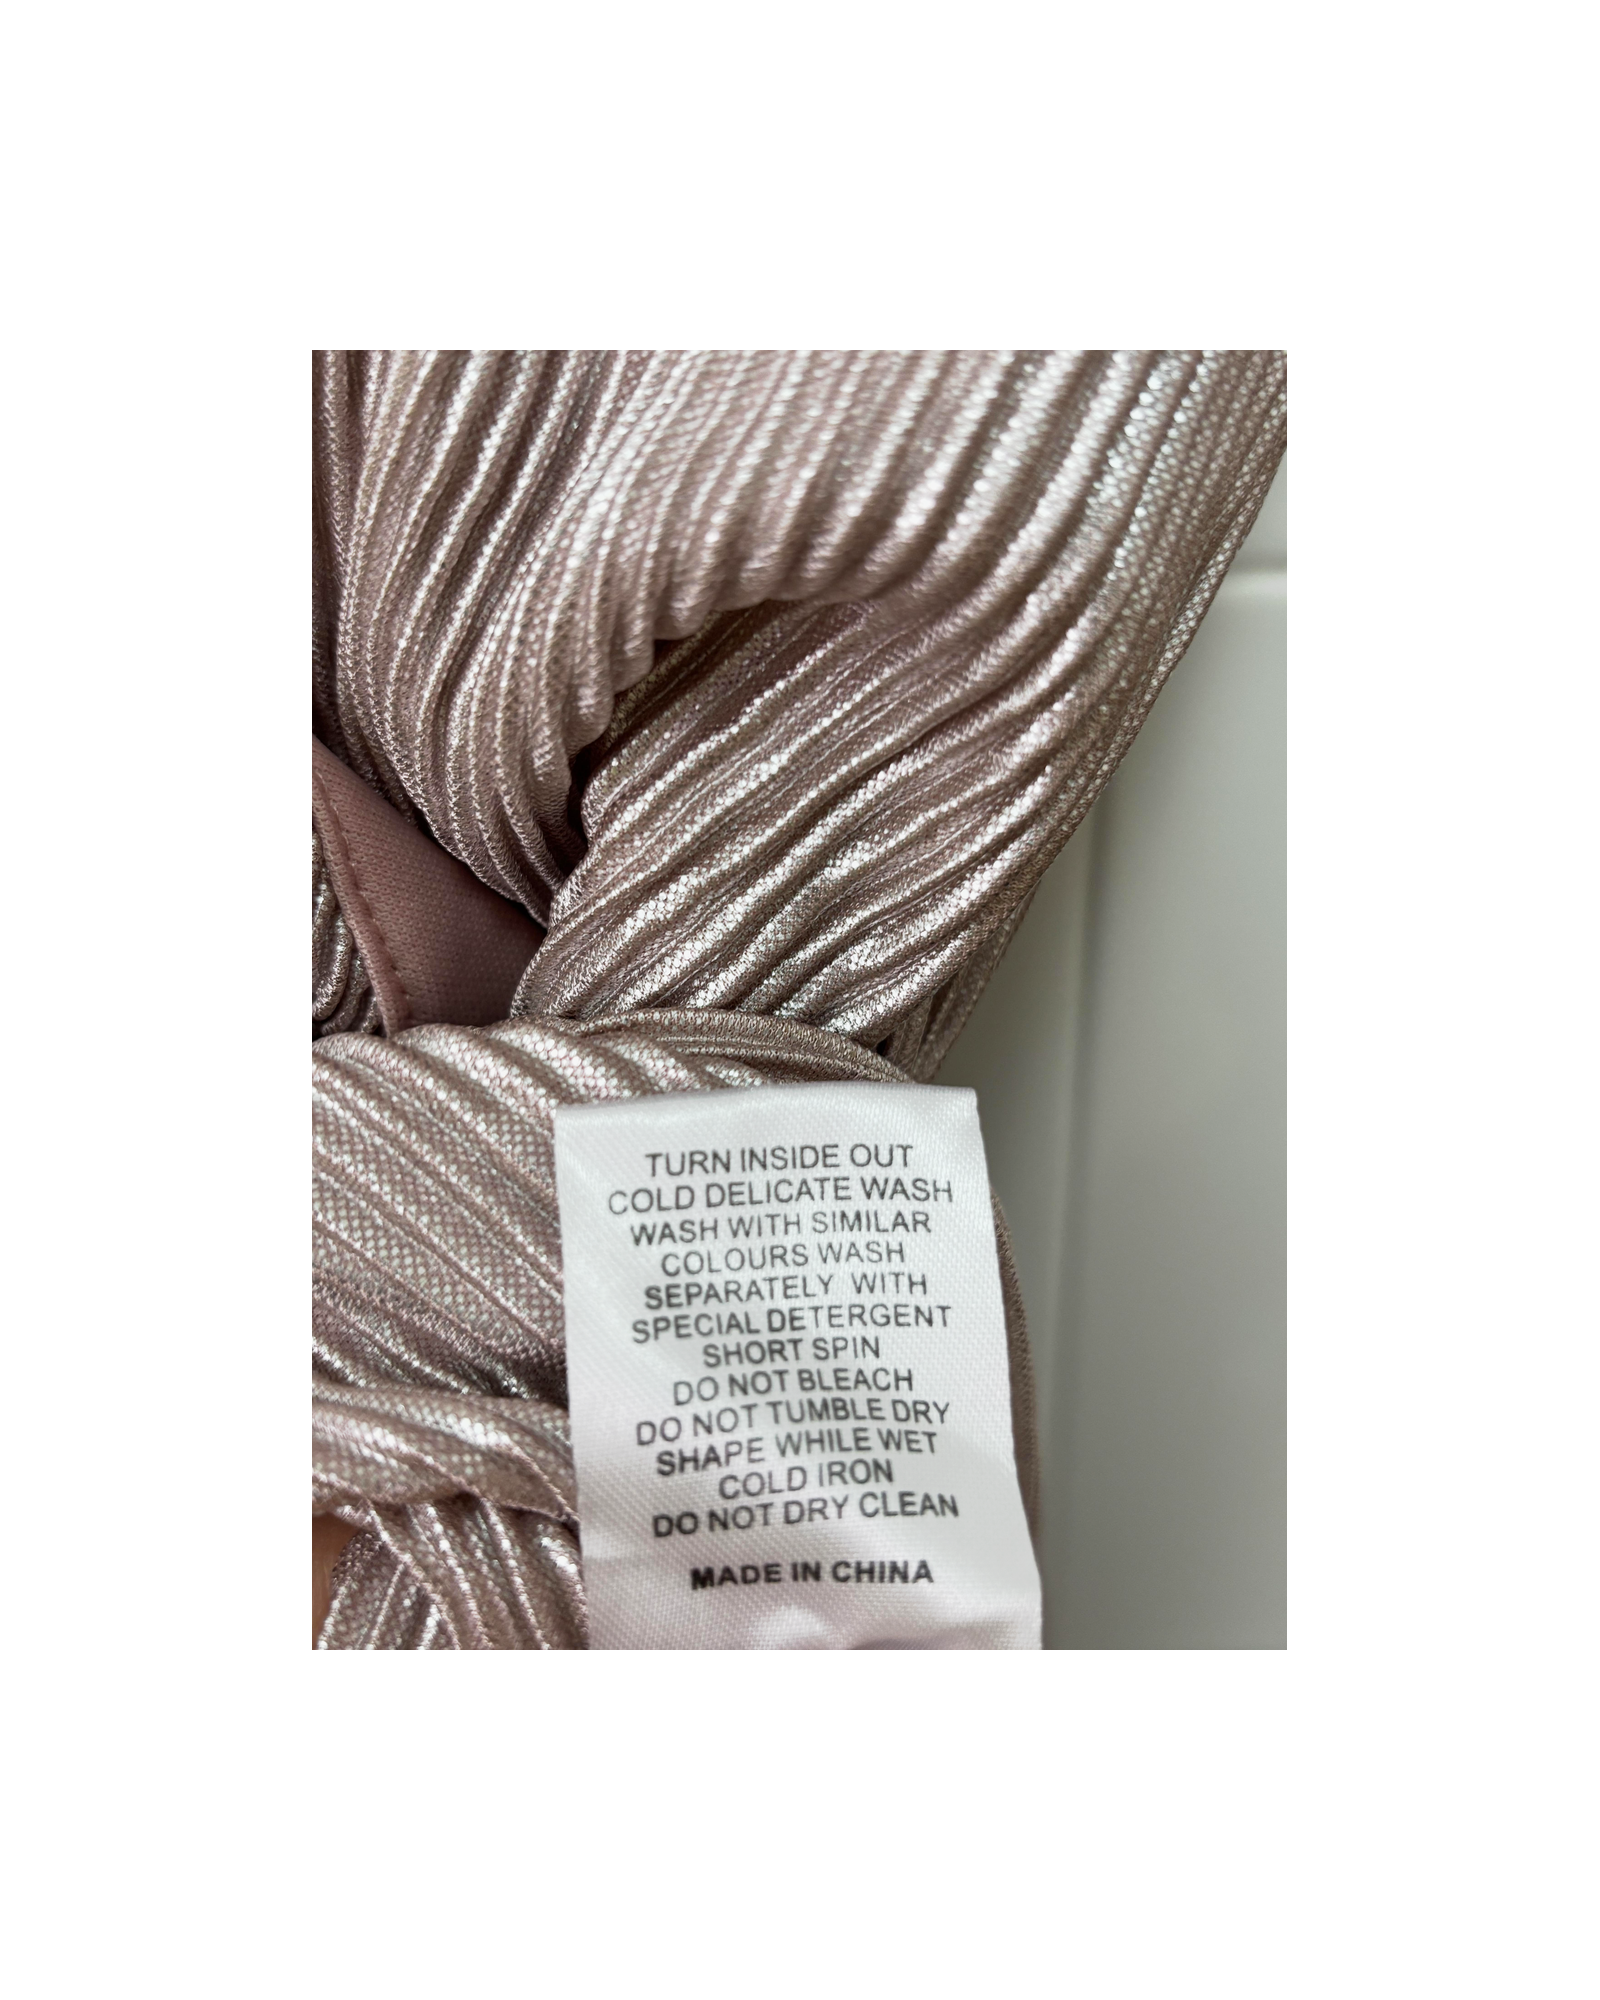 TURN INSIDE OUT
COLD DELICATE WASH
WASH WITH SIMILAR
COLOURS WASH
SEPARATELY WITH
SPECIAL DETERGENT
SHORT SPIN
DO NOT BLEACH
DO NOT TUMBLE DRY
SHAPE WHILE WET
COLD IRON
DO NOT DRY CLEAN
MADE IN CHINA